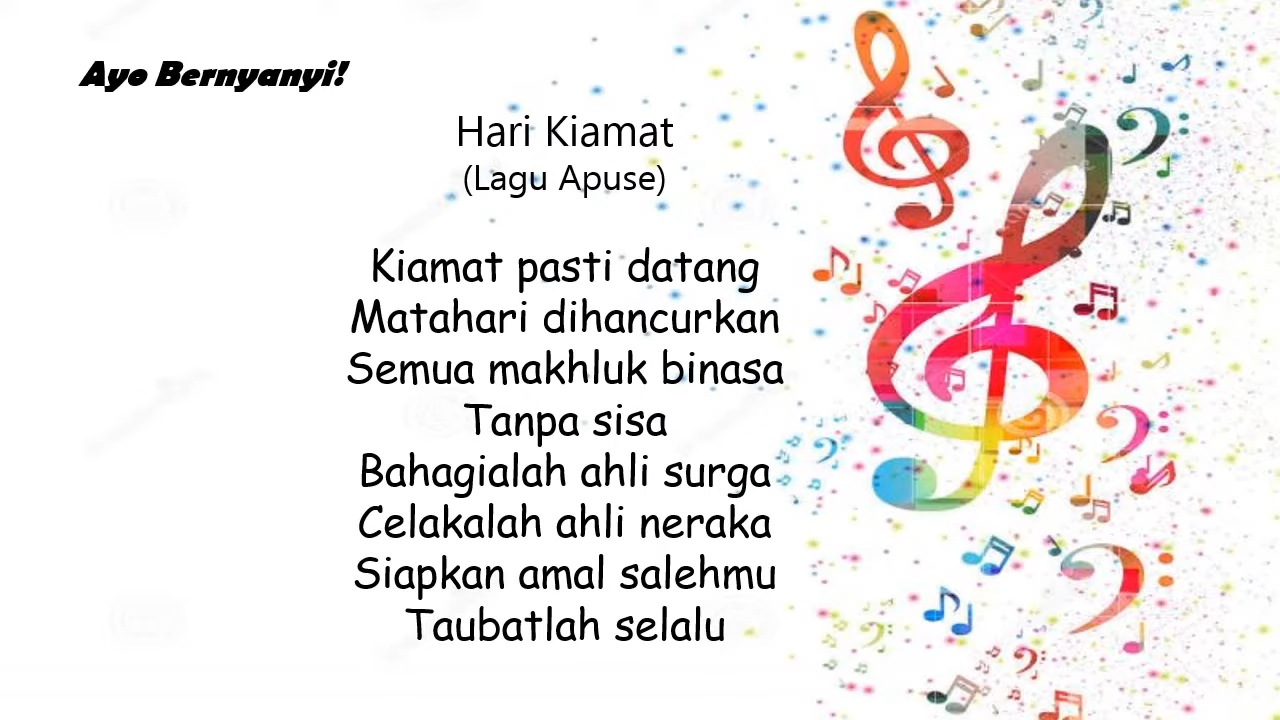 Ayo Bernyanyi!
Hari Kiamat
(Lagu Apuse)
Kiamat pasti datang
Matahari dihancurkan
Semua makhluk binasa
Tanpa sisa
Bahagialah ahli surga
Celakalah ahli neraka
Siapkan amal salehmu
Taubatlah selalu